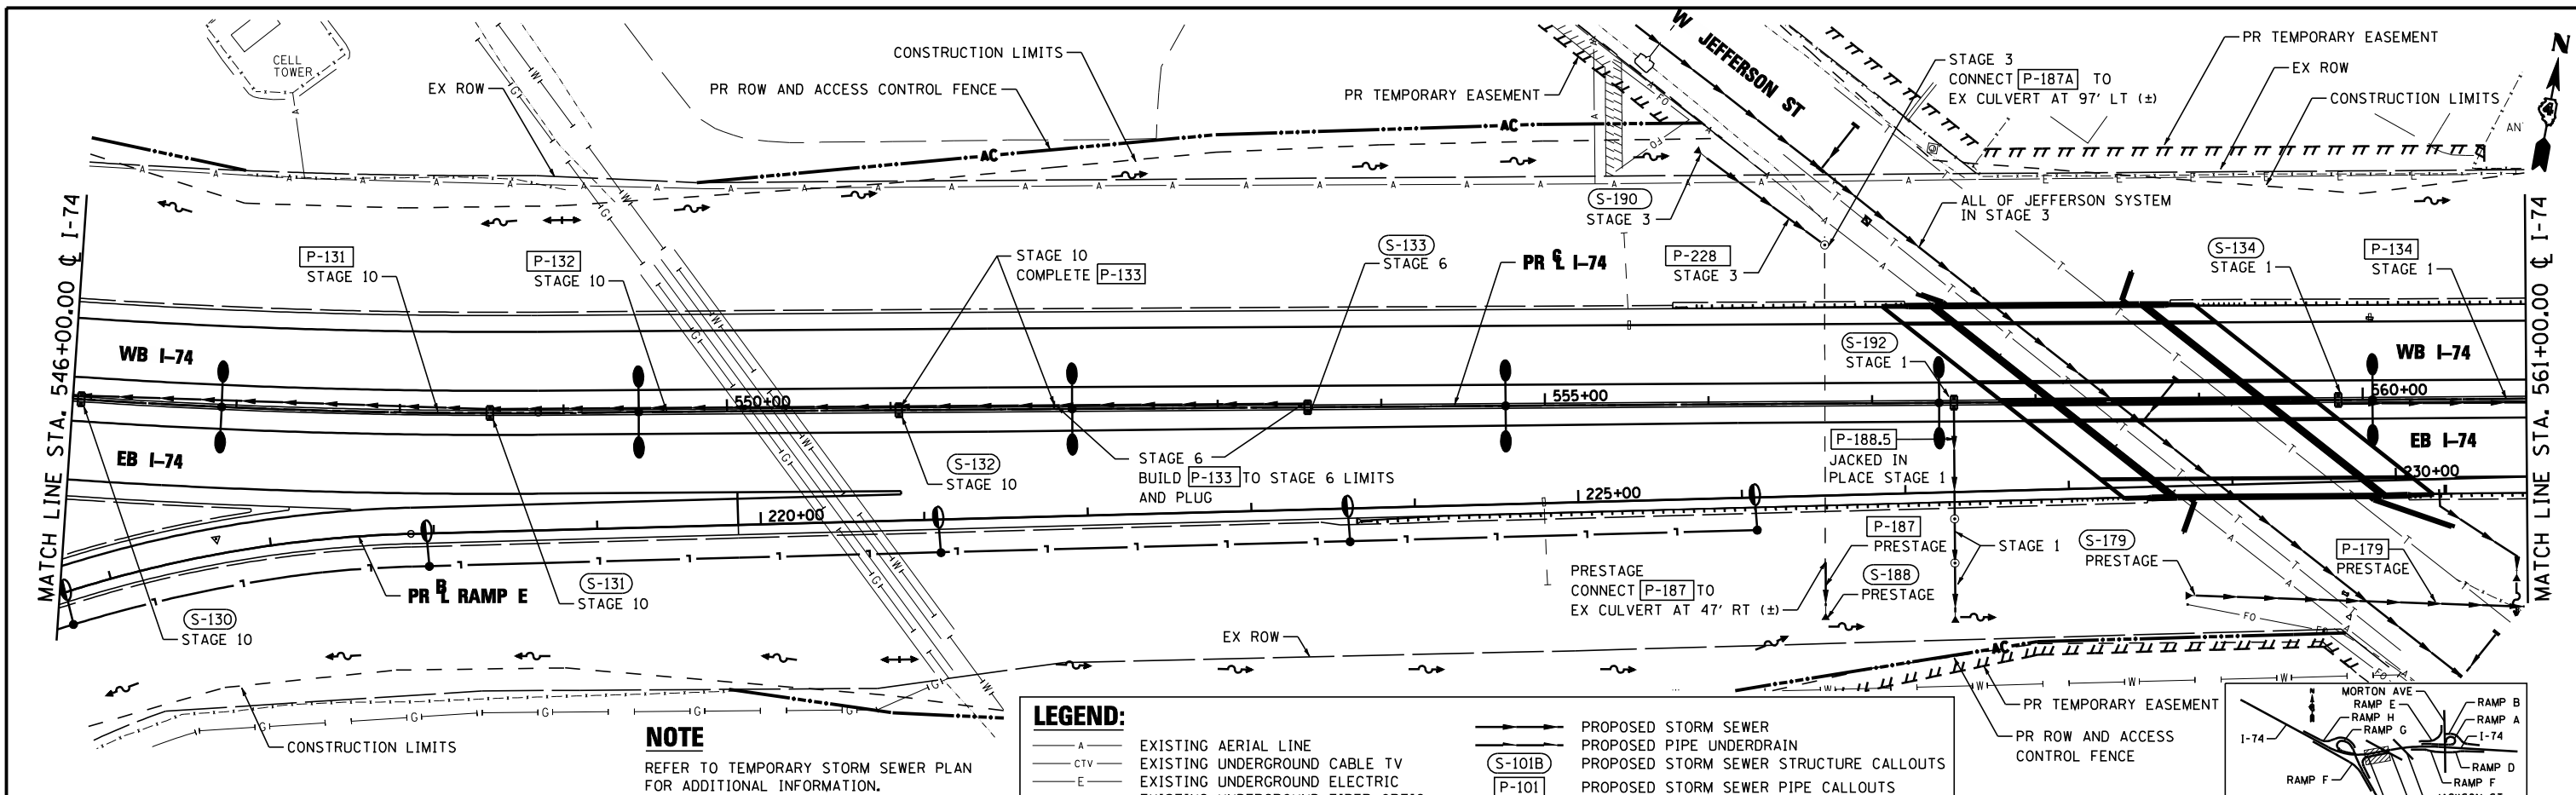 CELL
TOWER
EX ROW
CONSTRUCTION LIMITS
PR ROW AND ACCESS CONTROL FENCE
PR TEMPORARY EASEMENT
W JEFFERSON ST
STAGE 3
CONNECT P-187A TO
EX CULVERT AT 97' LT (±)
PR TEMPORARY EASEMENT
EX ROW
CONSTRUCTION LIMITS
N
AC
AC
S-190
STAGE 3
ALL OF JEFFERSON SYSTEM
IN STAGE 3
MATCH LINE STA. 546+00.00 ℄ I-74
P-131
STAGE 10
P-132
STAGE 10
STAGE 10
COMPLETE P-133
S-133
STAGE 6
PR ℄ I-74
P-228
STAGE 3
S-134
STAGE 1
P-134
STAGE 1
MATCH LINE STA. 561+00.00 ℄ I-74
WB I-74
S-192
STAGE 1
WB I-74
550+00
555+00
560+00
EB I-74
S-132
STAGE 10
STAGE 6
BUILD P-133 TO STAGE 6 LIMITS
AND PLUG
P-188.5
JACKED IN
PLACE STAGE 1
EB I-74
230+00
220+00
225+00
PR BL RAMP E
S-131
STAGE 10
S-130
STAGE 10
PRESTAGE
CONNECT P-187 TO
EX CULVERT AT 47' RT (±)
P-187
PRESTAGE
S-188
PRESTAGE
STAGE 1
S-179
PRESTAGE
P-179
PRESTAGE
FO
EX ROW
AC
CONSTRUCTION LIMITS
PR TEMPORARY EASEMENT
PR ROW AND ACCESS
CONTROL FENCE
NOTE
REFER TO TEMPORARY STORM SEWER PLAN
FOR ADDITIONAL INFORMATION.
LEGEND:
A EXISTING AERIAL LINE
CTV EXISTING UNDERGROUND CABLE TV
E EXISTING UNDERGROUND ELECTRIC
PROPOSED STORM SEWER
PROPOSED PIPE UNDERDRAIN
S-101B PROPOSED STORM SEWER STRUCTURE CALLOUTS
P-101 PROPOSED STORM SEWER PIPE CALLOUTS
N
MORTON AVE
RAMP E
RAMP H
RAMP G
I-74
RAMP F
RAMP B
RAMP A
I-74
RAMP D
RAMP F